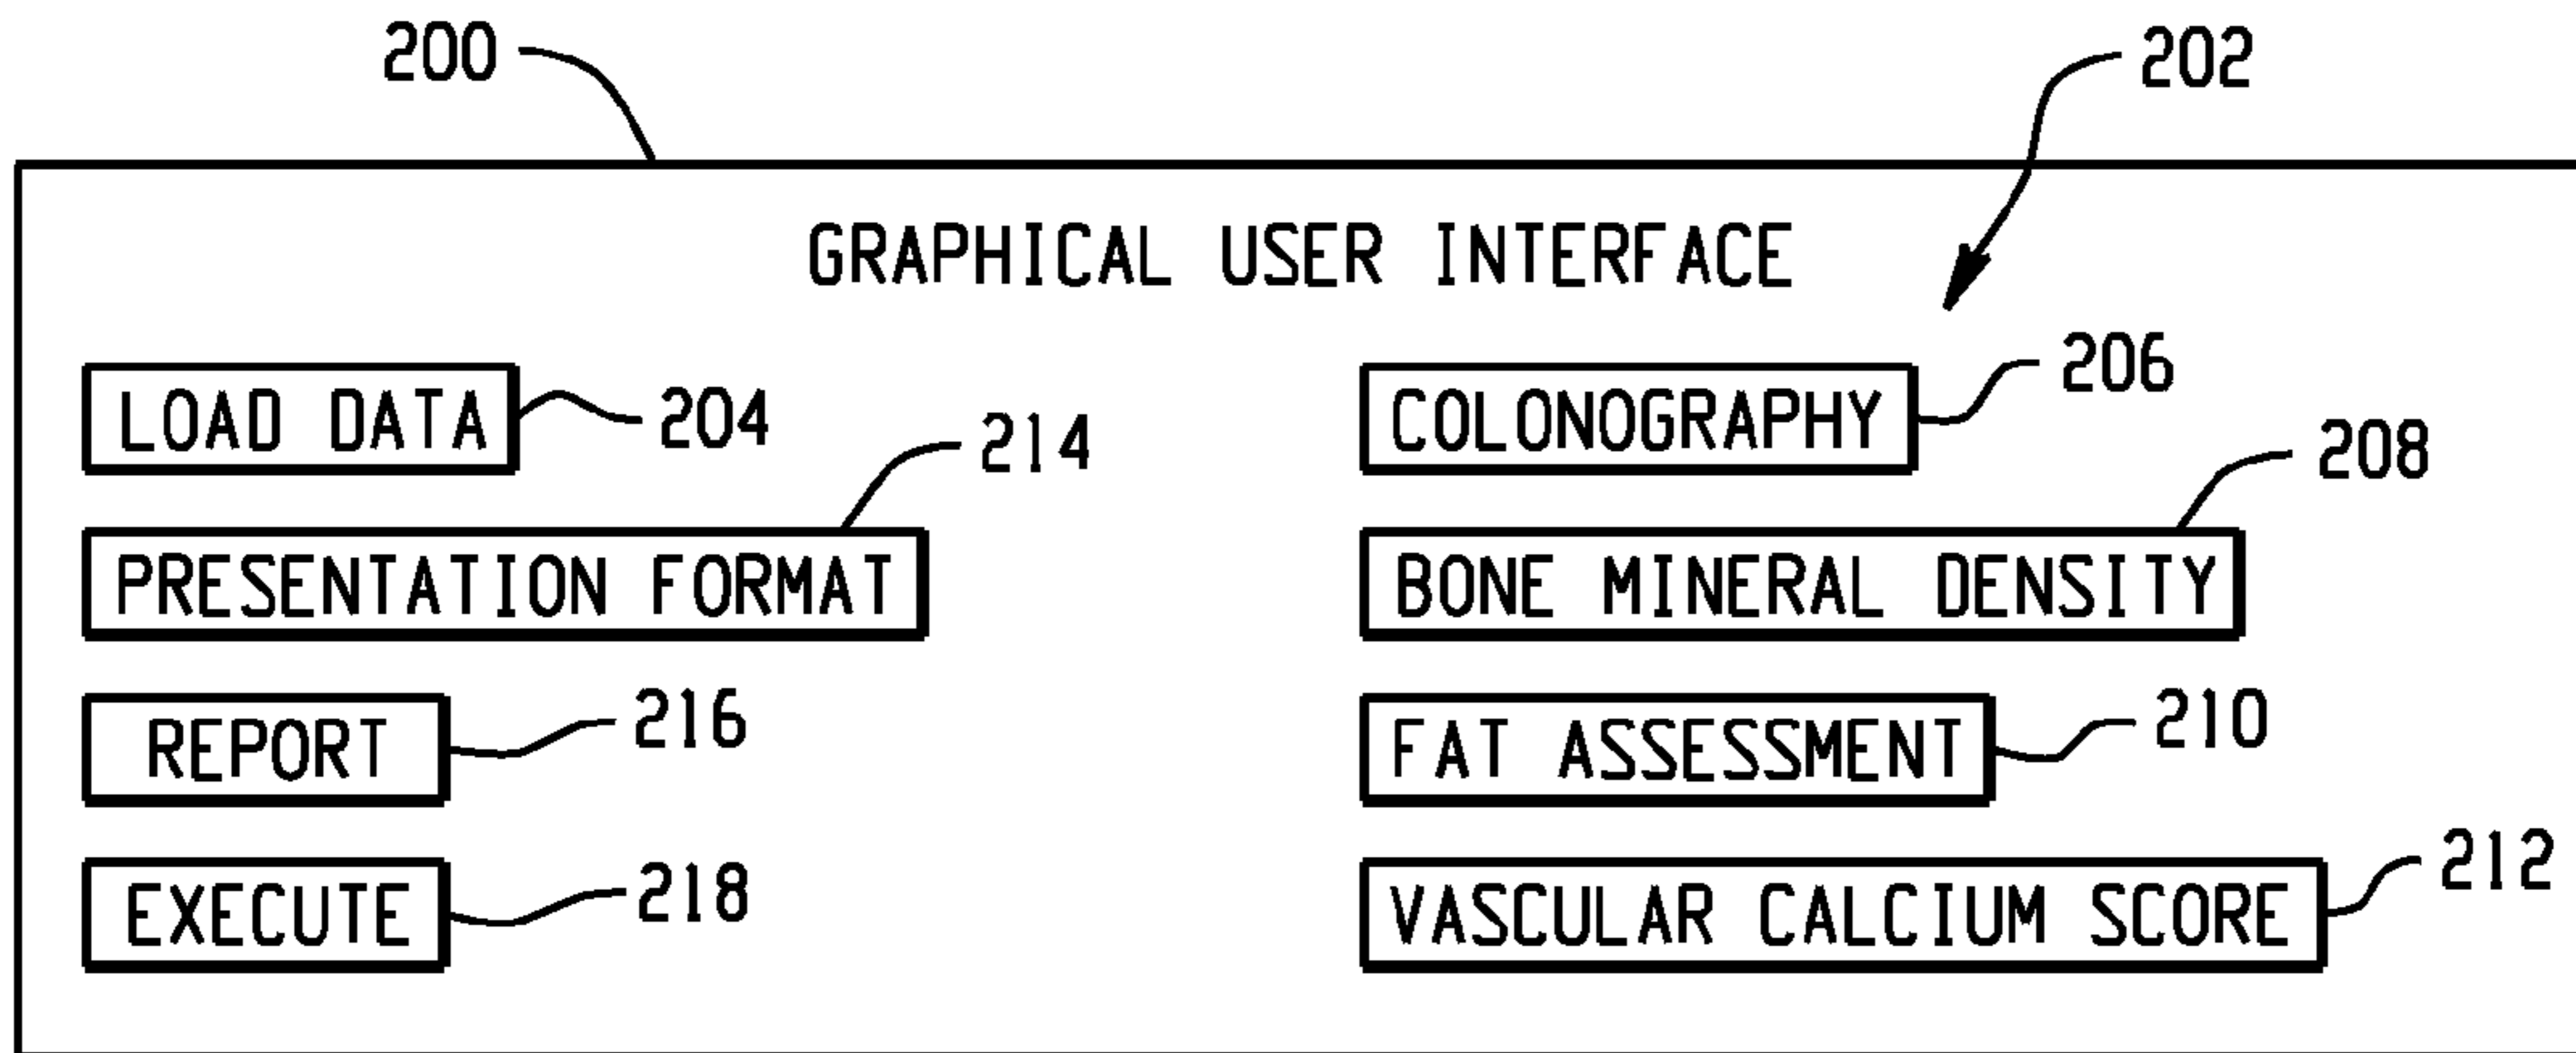 200
202
GRAPHICAL USER INTERFACE
LOAD DATA
204
COLONOGRAPHY
206
PRESENTATION FORMAT
214
BONE MINERAL DENSITY
208
REPORT
216
FAT ASSESSMENT
210
EXECUTE
218
VASCULAR CALCIUM SCORE
212